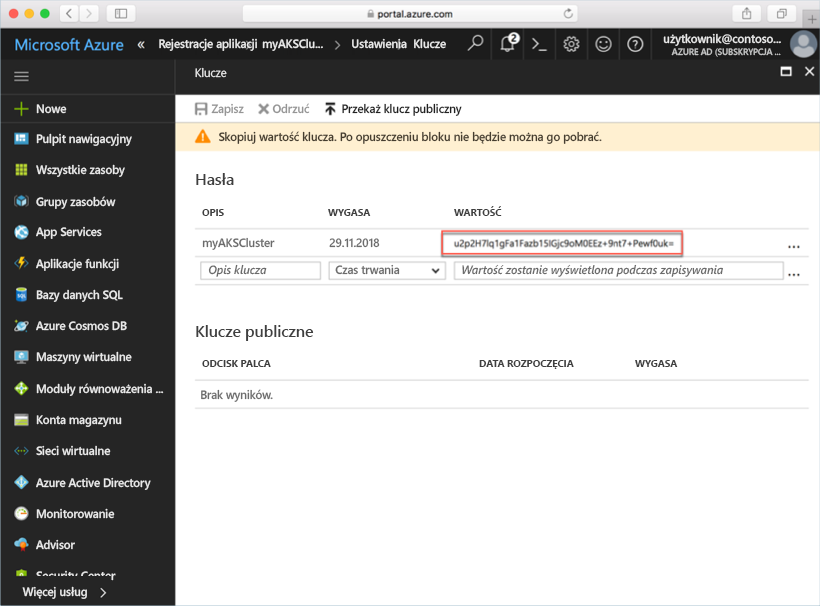 portal.azure.com
Microsoft Azure « Rejestracje aplikacji myAKSClu... > Ustawienia Klucze 2 użytkownik@contoso...
AZURE AD (SUBSKRYPCJA ...
Klucze
Zapisz Odrzuć Przekaż klucz publiczny
Skopiuj wartość klucza. Po opuszczeniu bloku nie będzie można go pobrać.
Hasła
OPIS WYGASA WARTOŚĆ
myAKSCluster 29.11.2018 u2p2H7lq1gFa1Fazb15IGjc9oM0EEz+9nt7+Pewf0uk= ...
Opis klucza Czas trwania Wartość zostanie wyświetlona podczas zapisywania ...
Klucze publiczne
ODCISK PALCA DATA ROZPOCZĘCIA WYGASA
Brak wyników.
Nowe
Pulpit nawigacyjny
Wszystkie zasoby
Grupy zasobów
App Services
Aplikacje funkcji
Bazy danych SQL
Azure Cosmos DB
Maszyny wirtualne
Moduły równoważenia ...
Konta magazynu
Sieci wirtualne
Azure Active Directory
Monitorowanie
Advisor
Security Center
Więcej usług >